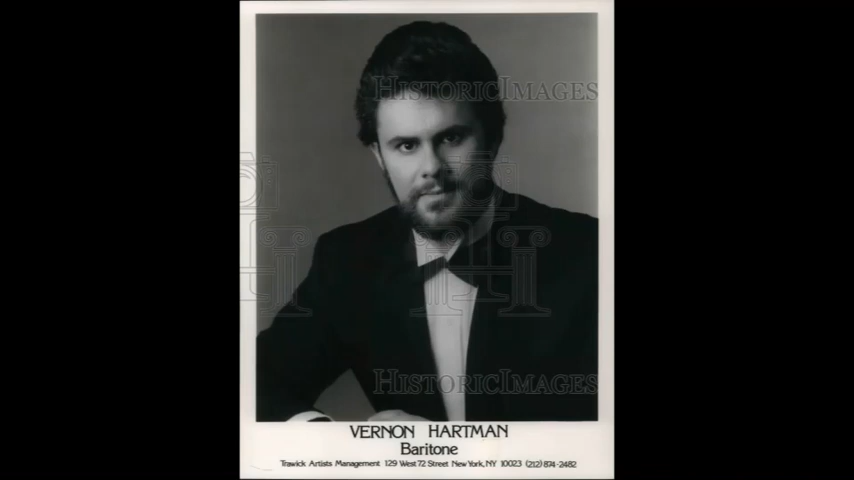 HISTORICIMAGES
HISTORICIMAGES
VERNON HARTMAN
Baritone
Trawick Artists Management 129 West 72 Street New York, NY 10023 (212) 874-2482